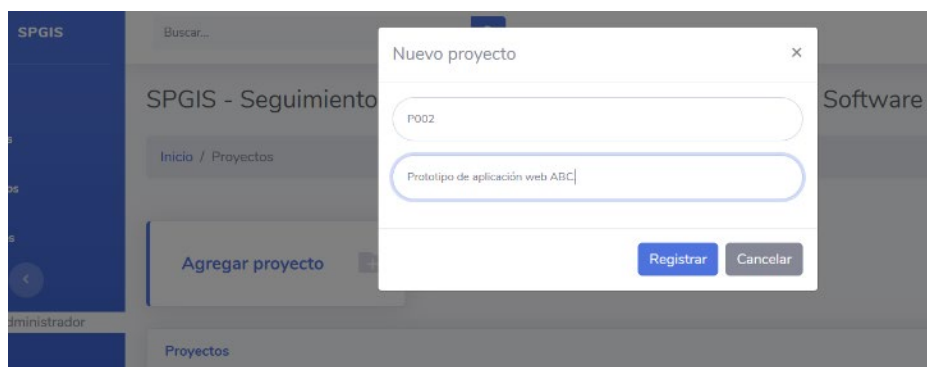 SPGIS
Buscar...
Nuevo proyecto
×
SPGIS - Seguimiento
Software
P002
Inicio / Proyectos
Prototipo de aplicación web ABC
s
os
s
Agregar proyecto
Registrar
Cancelar
dministrador
Proyectos